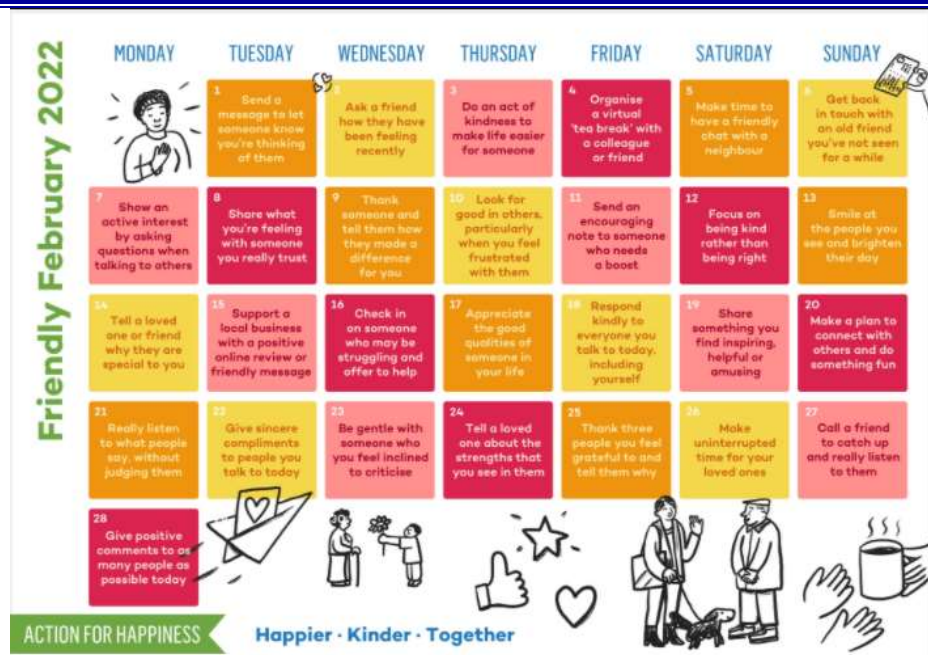 Friendly February 2022
MONDAY
TUESDAY
WEDNESDAY
THURSDAY
FRIDAY
SATURDAY
SUNDAY
1
Send a
message to let
someone know
you're thinking
of them
2
Ask a friend
how they have
been feeling
recently
3
Do an act of
kindness to
make life easier
for someone
4
Organise
a virtual
'tea break' with
a colleague
or friend
5
Make time to
have a friendly
chat with a
neighbour
6
Get back
in touch with
an old friend
you've not seen
for a while
7
Show an
active interest
by asking
questions when
talking to others
8
Share what
you're feeling
with someone
you really trust
9
Thank
someone and
tell them how
they made a
difference
for you
10
Look for
good in others,
particularly
when you feel
frustrated
with them
11
Send an
encouraging
note to someone
who needs
a boost
12
Focus on
being kind
rather than
being right
13
Smile at
the people you
see and brighten
their day
14
Tell a loved
one or friend
why they are
special to you
15
Support a
local business
with a positive
online review or
friendly message
16
Check in
on someone
who may be
struggling and
offer to help
17
Appreciate
the good
qualities of
someone in
your life
18
Respond
kindly to
everyone you
talk to today,
including
yourself
19
Share
something you
find inspiring,
helpful or
amusing
20
Make a plan to
connect with
others and do
something fun
21
Really listen
to what people
say, without
judging them
22
Give sincere
compliments
to people you
talk to today
23
Be gentle with
someone who
you feel inclined
to criticise
24
Tell a loved
one about the
strengths that
you see in them
25
Thank three
people you feel
grateful to and
tell them why
26
Make
uninterrupted
time for your
loved ones
27
Call a friend
to catch up
and really listen
to them
28
Give positive
comments to as
many people as
possible today
ACTION FOR HAPPINESS
Happier · Kinder · Together